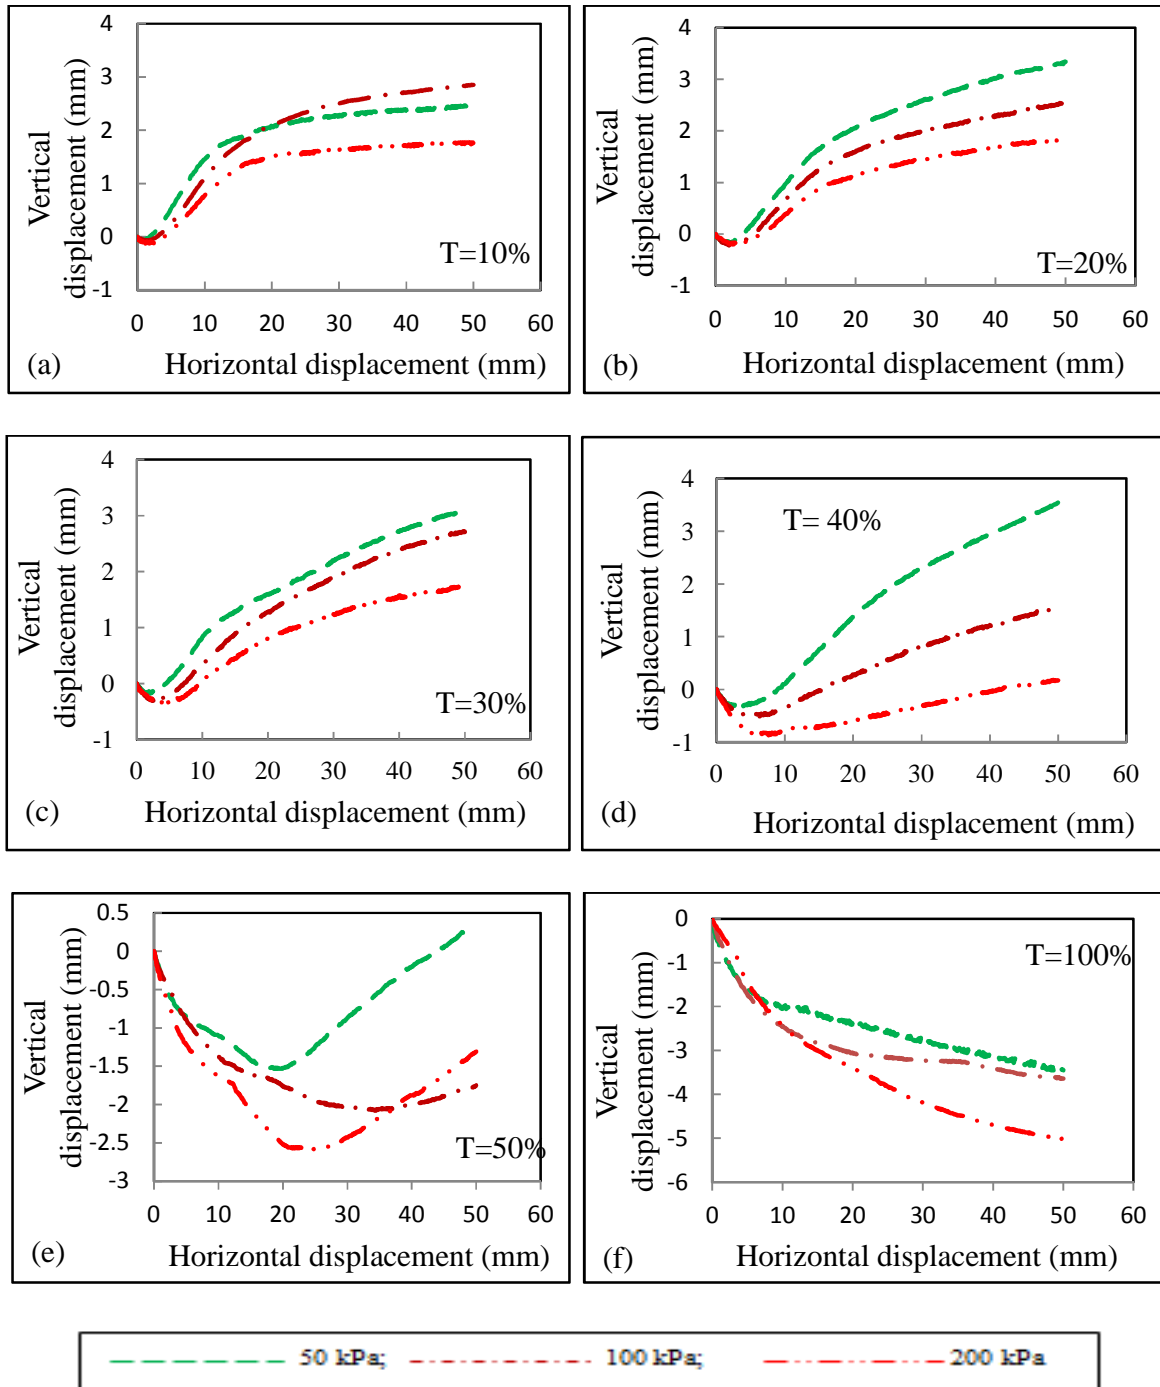 4
3
2
1
0
-1
Vertical
displacement (mm)
T=10%
0 10 20 30 40 50 60
(a) Horizontal displacement (mm)
4
3
2
1
0
-1
Vertical
displacement (mm)
T=20%
0 10 20 30 40 50 60
(b) Horizontal displacement (mm)
4
3
2
1
0
-1
Vertical
displacement (mm)
T=30%
0 10 20 30 40 50 60
(c) Horizontal displacement (mm)
4
3
2
1
0
-1
Vertical
displacement (mm)
T= 40%
0 10 20 30 40 50 60
(d) Horizontal displacement (mm)
0.5
0
-0.5
-1
-1.5
-2
-2.5
-3
Vertical
displacement (mm)
T=50%
0 10 20 30 40 50 60
(e) Horizontal displacement (mm)
0
-1
-2
-3
-4
-5
-6
Vertical
displacement (mm)
T=100%
0 10 20 30 40 50 60
(f) Horizontal displacement (mm)
50 kPa; 100 kPa; 200 kPa